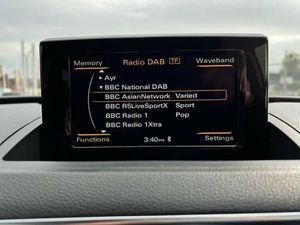 Memory Radio DAB TP Waveband
Ayr
BBC National DAB
BBC AsianNetwork Varied
BBC R5LiveSportX Sport
BBC Radio 1 Pop
BBC Radio 1Xtra
Functions 3:40PM Settings